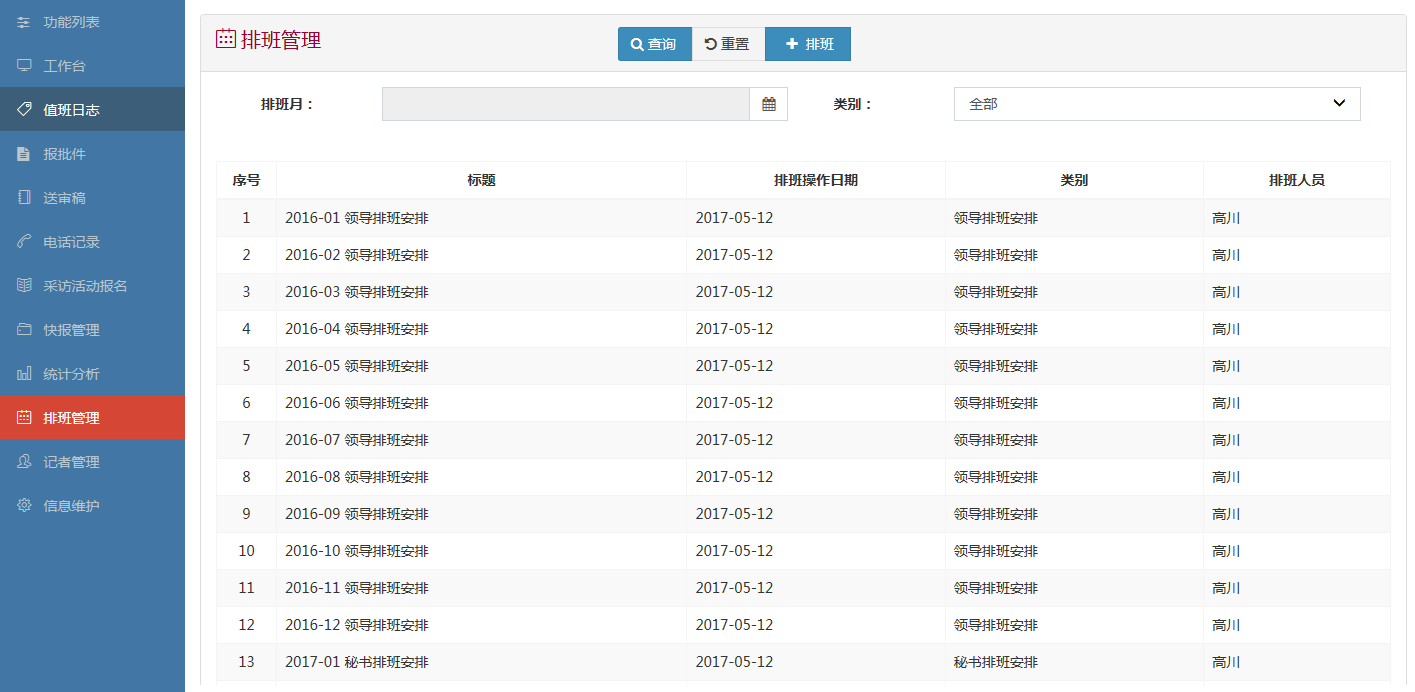 功能列表
工作台
值班日志
报批件
送审稿
电话记录
采访活动报名
快报管理
统计分析
排班管理
记者管理
信息维护
排班管理 查询 重置 排班
排班月： 类别： 全部
序号 标题 排班操作日期 类别 排班人员
1 2016-01 领导排班安排 2017-05-12 领导排班安排 高川
2 2016-02 领导排班安排 2017-05-12 领导排班安排 高川
3 2016-03 领导排班安排 2017-05-12 领导排班安排 高川
4 2016-04 领导排班安排 2017-05-12 领导排班安排 高川
5 2016-05 领导排班安排 2017-05-12 领导排班安排 高川
6 2016-06 领导排班安排 2017-05-12 领导排班安排 高川
7 2016-07 领导排班安排 2017-05-12 领导排班安排 高川
8 2016-08 领导排班安排 2017-05-12 领导排班安排 高川
9 2016-09 领导排班安排 2017-05-12 领导排班安排 高川
10 2016-10 领导排班安排 2017-05-12 领导排班安排 高川
11 2016-11 领导排班安排 2017-05-12 领导排班安排 高川
12 2016-12 领导排班安排 2017-05-12 领导排班安排 高川
13 2017-01 秘书排班安排 2017-05-12 秘书排班安排 高川